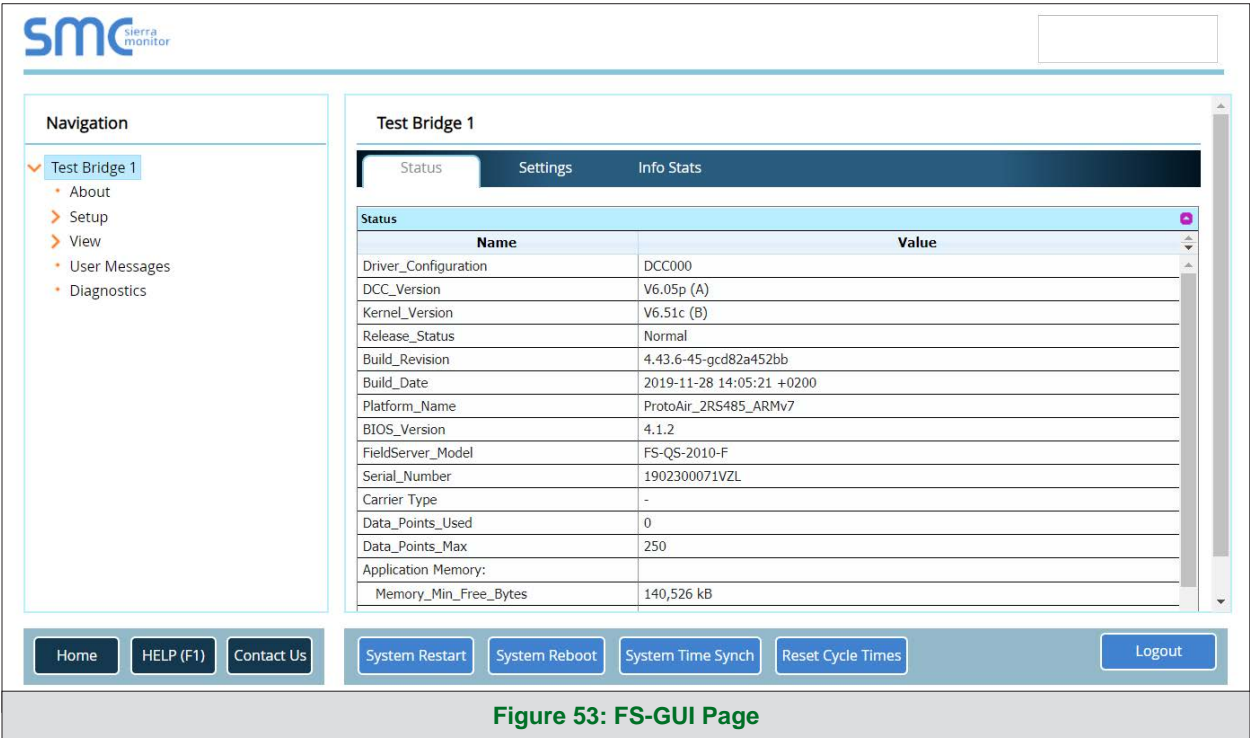 SMC sierra
monitor
Navigation
Test Bridge 1
About
Setup
View
User Messages
Diagnostics
Test Bridge 1
Status Settings Info Stats
Status
Name Value
Driver_Configuration DCC000
DCC_Version V6.05p (A)
Kernel_Version V6.51c (B)
Release_Status Normal
Build_Revision 4.43.6-45-gcd82a452bb
Build_Date 2019-11-28 14:05:21 +0200
Platform_Name ProtoAir_2RS485_ARMv7
BIOS_Version 4.1.2
FieldServer_Model FS-QS-2010-F
Serial_Number 1902300071VZL
Carrier Type -
Data_Points_Used 0
Data_Points_Max 250
Application Memory:
Memory_Min_Free_Bytes 140,526 kB
Home HELP (F1) Contact Us System Restart System Reboot System Time Synch Reset Cycle Times Logout
Figure 53: FS-GUI Page